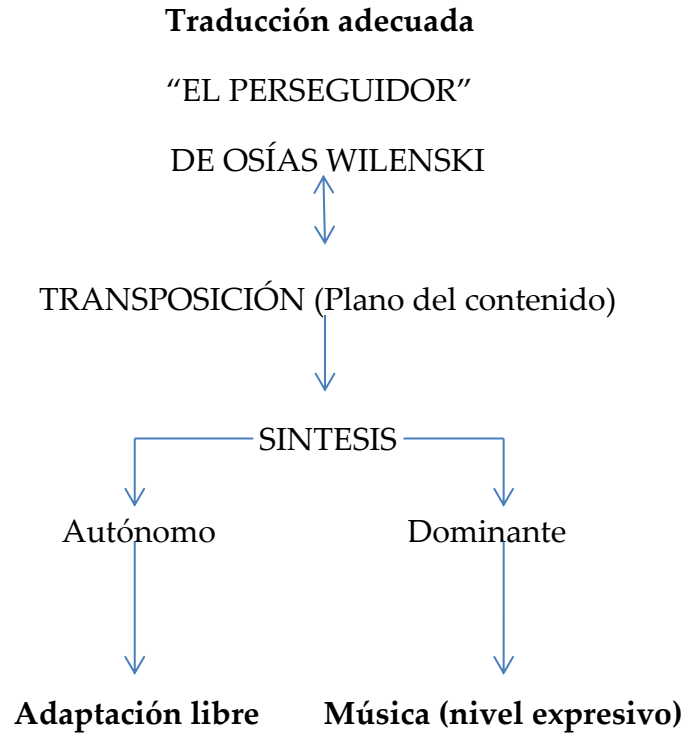 Traducción adecuada
“EL PERSEGUIDOR”
DE OSÍAS WILENSKI
TRANSPOSICIÓN (Plano del contenido)
SINTESIS
Autónomo Dominante
Adaptación libre Música (nivel expresivo)